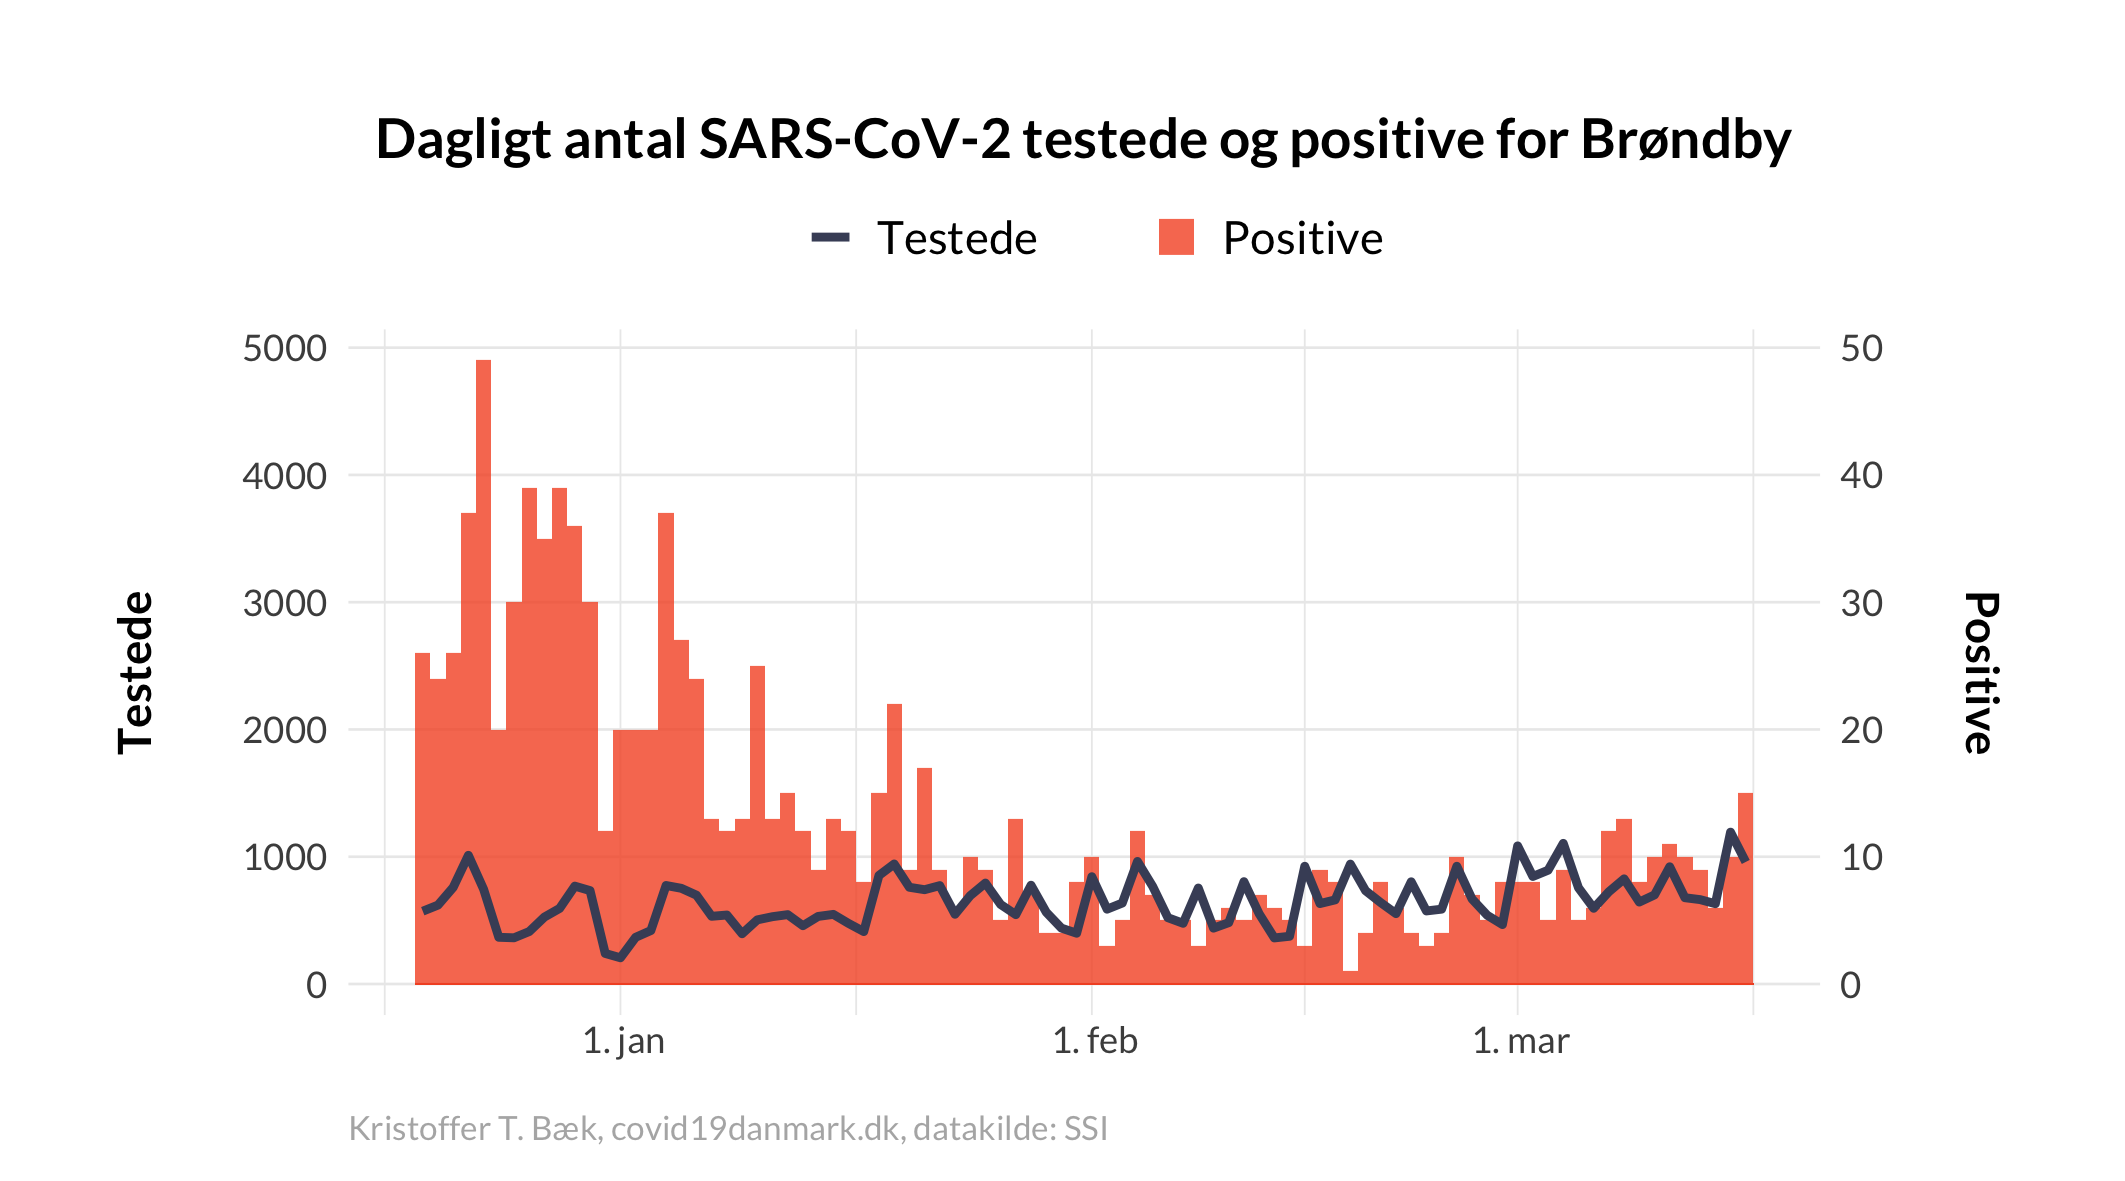 Dagligt antal SARS-CoV-2 testede og positive for Brøndby
Testede Positive
5000 50
4000 40
3000 30
2000 20
1000 10
0 0
Testede
Positive
1. jan 1. feb 1. mar
Kristoffer T. Bæk, covid19danmark.dk, datakilde: SSI